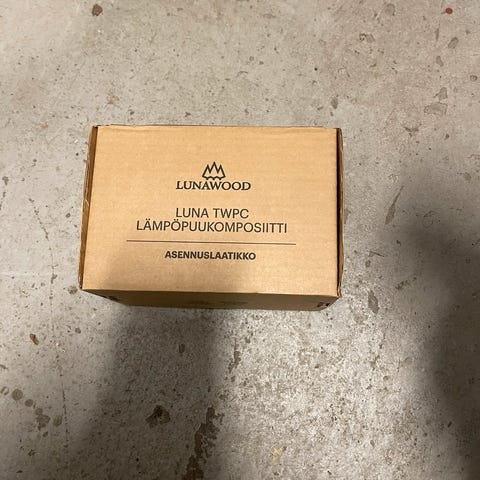 LUNAWOOD
LUNA TWPC
LÄMPÖPUUKOMPOSIITTI
ASENNUSLAATIKKO